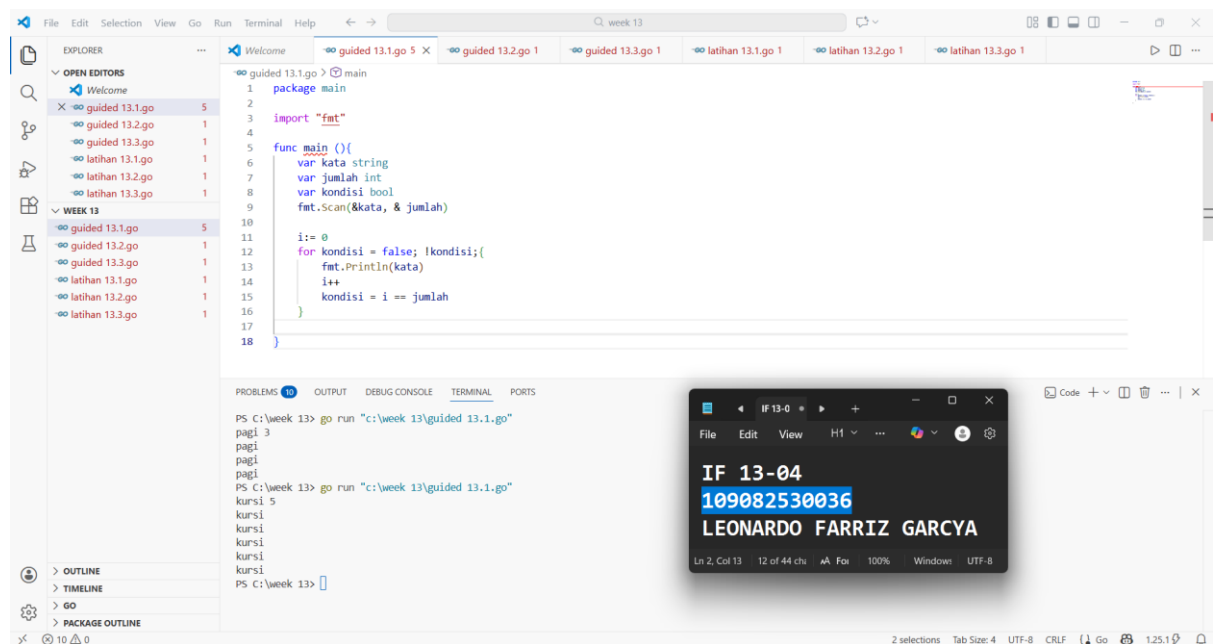 File Edit Selection View Go Run Terminal Help
week 13
EXPLORER
Welcome
guided 13.1.go 5
guided 13.2.go 1
guided 13.3.go 1
latihan 13.1.go 1
latihan 13.2.go 1
latihan 13.3.go 1
OPEN EDITORS
Welcome
guided 13.1.go 5
guided 13.2.go 1
guided 13.3.go 1
latihan 13.1.go 1
latihan 13.2.go 1
latihan 13.3.go 1
WEEK 13
guided 13.1.go 5
guided 13.2.go 1
guided 13.3.go 1
latihan 13.1.go 1
latihan 13.2.go 1
latihan 13.3.go 1
OUTLINE
TIMELINE
GO
PACKAGE OUTLINE
guided 13.1.go > main
1 package main
2
3 import "fmt"
4
5 func main (){
6 var kata string
7 var jumlah int
8 var kondisi bool
9 fmt.Scan(&kata, & jumlah)
10
11 i:= 0
12 for kondisi = false; !kondisi;{
13 fmt.Println(kata)
14 i++
15 kondisi = i == jumlah
16 }
17
18 }
PROBLEMS 10 OUTPUT DEBUG CONSOLE TERMINAL PORTS
Code
PS C:\week 13> go run "c:\week 13\guided 13.1.go"
pagi 3
pagi
pagi
pagi
PS C:\week 13> go run "c:\week 13\guided 13.1.go"
kursi 5
kursi
kursi
kursi
kursi
kursi
PS C:\week 13>
IF 13-0
File Edit View H1
IF 13-04
109082530036
LEONARDO FARRIZ GARCYA
Ln 2, Col 13 12 of 44 cha For 100% Windows UTF-8
10 0
2 selections Tab Size: 4 UTF-8 CRLF Go 1.25.1